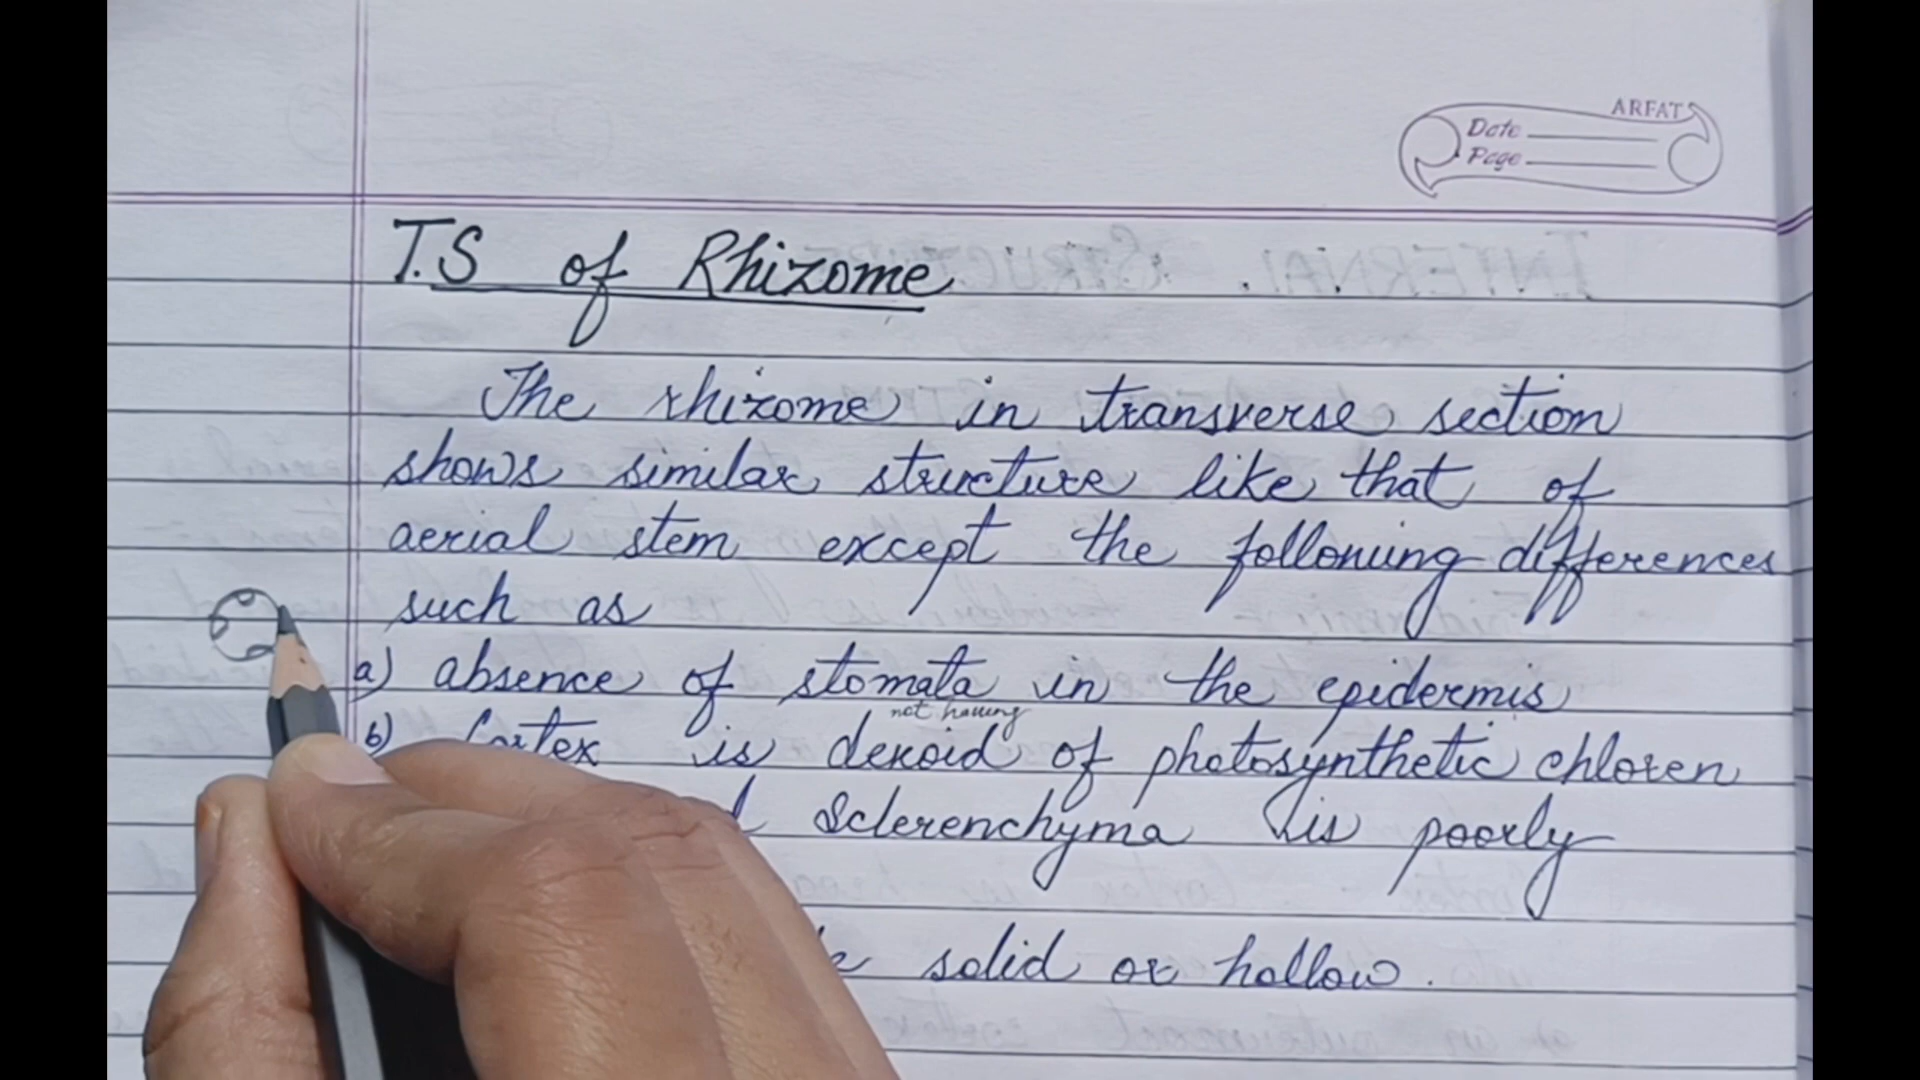 ARFAT
Date
Page
T.S of Rhizome
The rhizome in transverse section
shows similar structure like that of
aerial stem except the following differences
such as
a) absence of stomata in the epidermis
not having
b) Cortex is devoid of photosynthetic chloren
Sclerenchyma is poorly
solid or hollow.